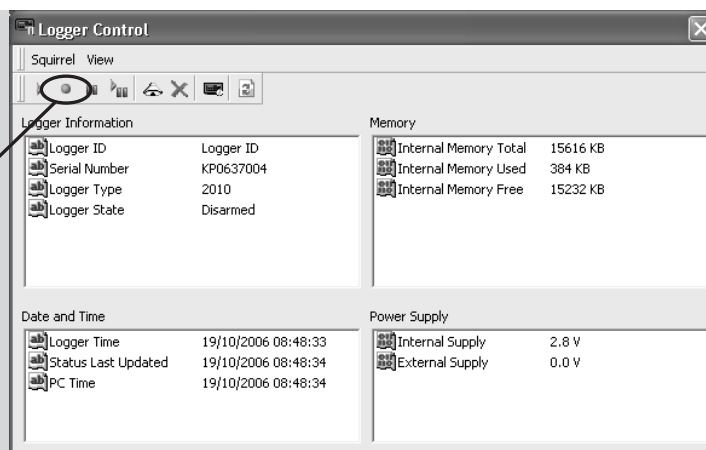 Logger Control
Squirrel View
Logger Information
Logger ID Logger ID
Serial Number KP0637004
Logger Type 2010
Logger State Disarmed
Memory
Internal Memory Total 15616 KB
Internal Memory Used 384 KB
Internal Memory Free 15232 KB
Date and Time
Logger Time 19/10/2006 08:48:33
Status Last Updated 19/10/2006 08:48:34
PC Time 19/10/2006 08:48:34
Power Supply
Internal Supply 2.8 V
External Supply 0.0 V